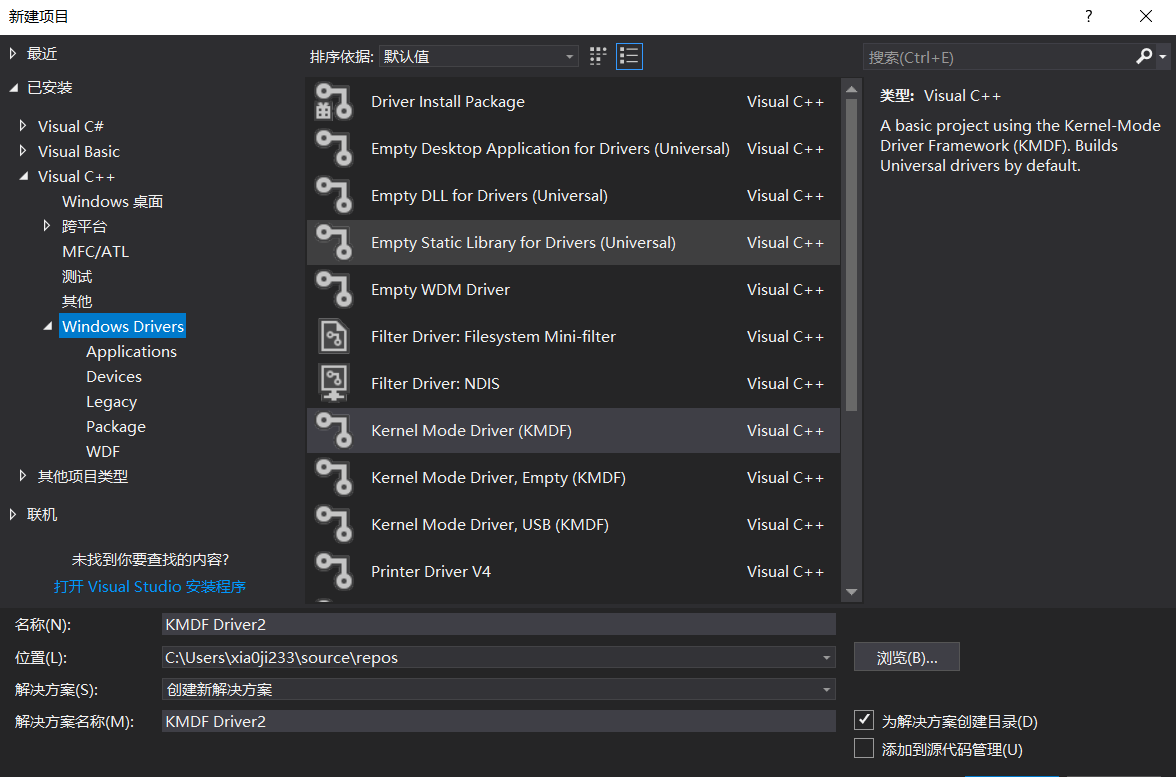 新建项目
?
最近
已安装
Visual C#
Visual Basic
Visual C++
Windows 桌面
跨平台
MFC/ATL
测试
其他
Windows Drivers
Applications
Devices
Legacy
Package
WDF
其他项目类型
联机
未找到你要查找的内容?
打开 Visual Studio 安装程序
排序依据: 默认值
Driver Install Package Visual C++
Empty Desktop Application for Drivers (Universal) Visual C++
Empty DLL for Drivers (Universal) Visual C++
Empty Static Library for Drivers (Universal) Visual C++
Empty WDM Driver Visual C++
Filter Driver: Filesystem Mini-filter Visual C++
Filter Driver: NDIS Visual C++
Kernel Mode Driver (KMDF) Visual C++
Kernel Mode Driver, Empty (KMDF) Visual C++
Kernel Mode Driver, USB (KMDF) Visual C++
Printer Driver V4 Visual C++
搜索(Ctrl+E)
类型: Visual C++
A basic project using the Kernel-Mode
Driver Framework (KMDF). Builds
Universal drivers by default.
名称(N): KMDF Driver2
位置(L): C:\Users\xia0ji233\source\repos
浏览(B)...
解决方案(S): 创建新解决方案
解决方案名称(M): KMDF Driver2
为解决方案创建目录(D)
添加到源代码管理(U)